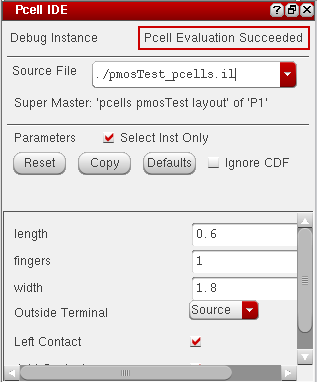 Pcell IDE
Debug Instance Pcell Evaluation Succeeded
Source File ./pmosTest_pcells.il
Super Master: 'pcells pmosTest layout' of 'P1'
Parameters Select Inst Only
Reset Copy Defaults Ignore CDF
length 0.6
fingers 1
width 1.8
Outside Terminal Source
Left Contact